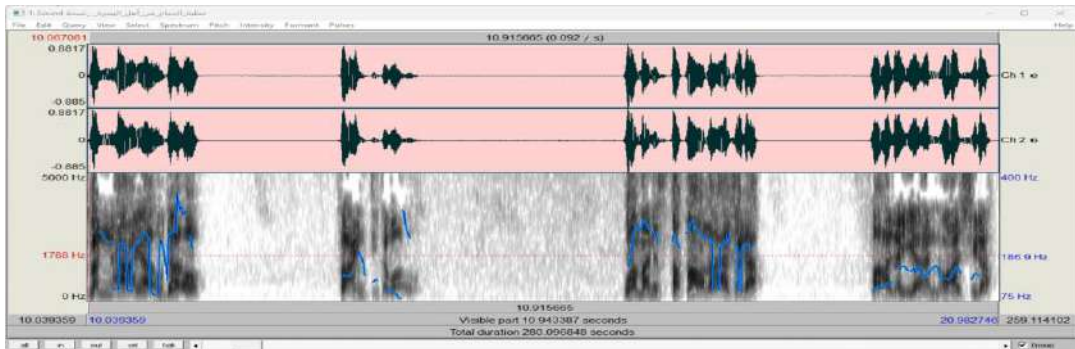 File Edit Query View Select Spectrum Pitch Intensity Formant Pulses Help
10.067061
10.915665 (0.092 / s)
0.8817
0
-0.885
Ch 1
0.8817
0
-0.885
Ch 2
5000 Hz
400 Hz
1788 Hz
186.9 Hz
0 Hz
75 Hz
10.915665
10.039359 10.039359 Visible part 10.943387 seconds 20.982746 259.114102
Total duration 280.096848 seconds
all in out sel bak Group